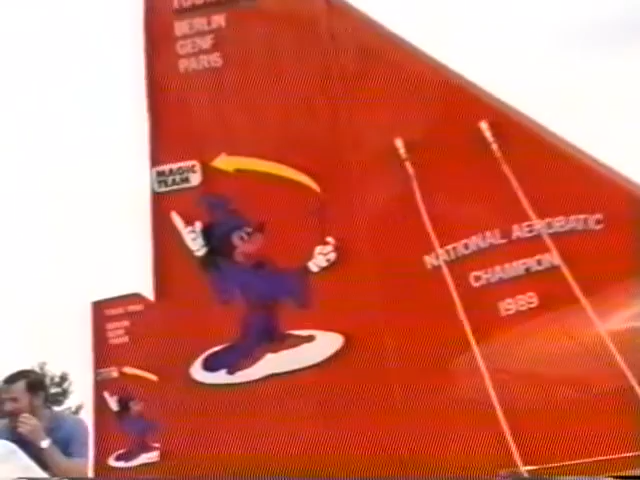 BERLIN
GENF
PARIS
MAGIC
TEAM
NATIONAL AEROBATIC
CHAMPION
1989